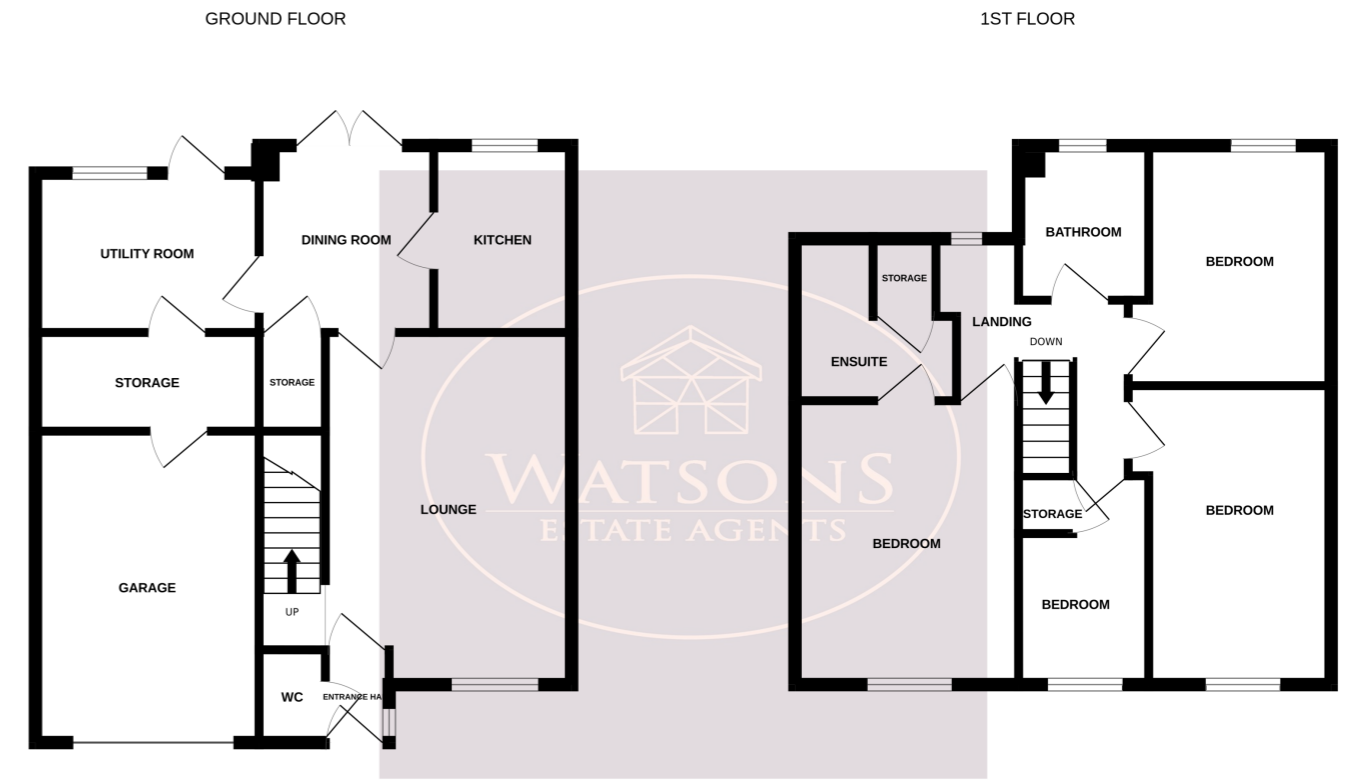 GROUND FLOOR
1ST FLOOR
UTILITY ROOM
DINING ROOM
KITCHEN
STORAGE
STORAGE
LOUNGE
GARAGE
UP
WC
ENTRANCE HA
BATHROOM
BEDROOM
STORAGE
LANDING
DOWN
ENSUITE
BEDROOM
STORAGE
BEDROOM
BEDROOM
WATSONS
ESTATE AGENTS